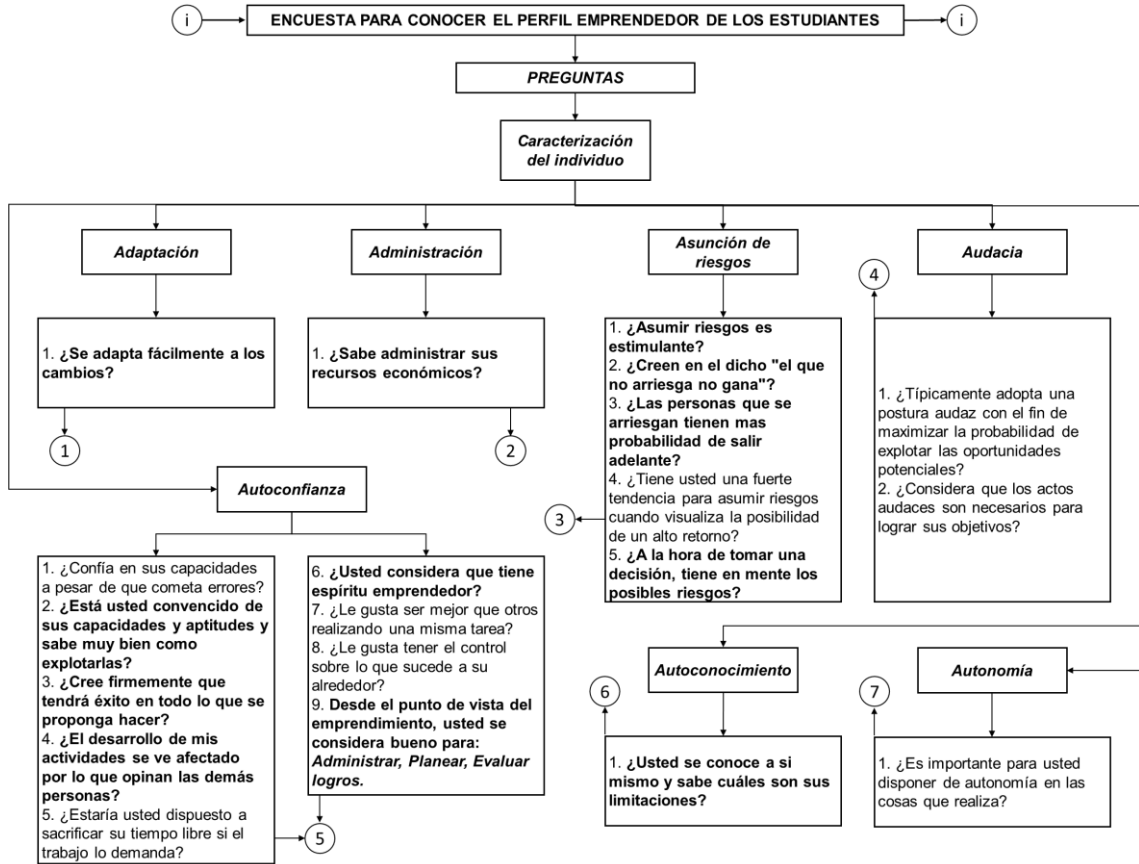 i
ENCUESTA PARA CONOCER EL PERFIL EMPRENDEDOR DE LOS ESTUDIANTES
i
PREGUNTAS
Caracterización
del individuo
Adaptación
Administración
Asunción de
riesgos
Audacia
4
1. ¿Se adapta fácilmente a los
cambios?
1
1. ¿Sabe administrar sus
recursos económicos?
2
1. ¿Asumir riesgos es
estimulante?
2. ¿Creen en el dicho "el que
no arriesga no gana"?
3. ¿Las personas que se
arriesgan tienen mas
probabilidad de salir
adelante?
4. ¿Tiene usted una fuerte
tendencia para asumir riesgos
cuando visualiza la posibilidad
de un alto retorno?
5. ¿A la hora de tomar una
decisión, tiene en mente los
posibles riesgos?
3
1. ¿Típicamente adopta una
postura audaz con el fin de
maximizar la probabilidad de
explotar las oportunidades
potenciales?
2. ¿Considera que los actos
audaces son necesarios para
lograr sus objetivos?
Autoconfianza
1. ¿Confía en sus capacidades
a pesar de que cometa errores?
2. ¿Está usted convencido de
sus capacidades y aptitudes y
sabe muy bien como
explotarlas?
3. ¿Cree firmemente que
tendrá éxito en todo lo que se
proponga hacer?
4. ¿El desarrollo de mis
actividades se ve afectado
por lo que opinan las demás
personas?
5. ¿Estaría usted dispuesto a
sacrificar su tiempo libre si el
trabajo lo demanda?
6. ¿Usted considera que tiene
espíritu emprendedor?
7. ¿Le gusta ser mejor que otros
realizando una misma tarea?
8. ¿Le gusta tener el control
sobre lo que sucede a su
alrededor?
9. Desde el punto de vista del
emprendimiento, usted se
considera bueno para:
Administrar, Planear, Evaluar
logros.
5
Autoconocimiento
6
1. ¿Usted se conoce a si
mismo y sabe cuáles son sus
limitaciones?
Autonomía
7
1. ¿Es importante para usted
disponer de autonomía en las
cosas que realiza?